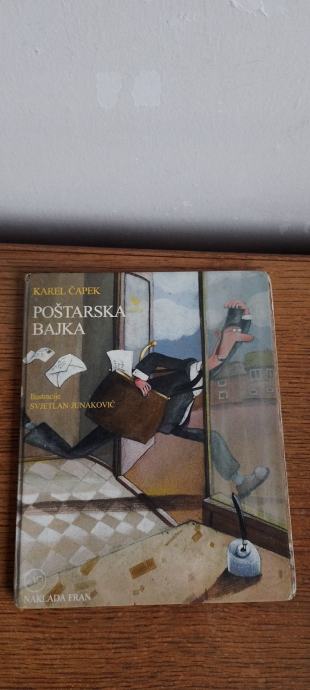 KAREL ČAPEK
POŠTARSKA
BAJKA
Ilustracije
SVJETLAN JUNAKOVIĆ
NAKLADA FRAN